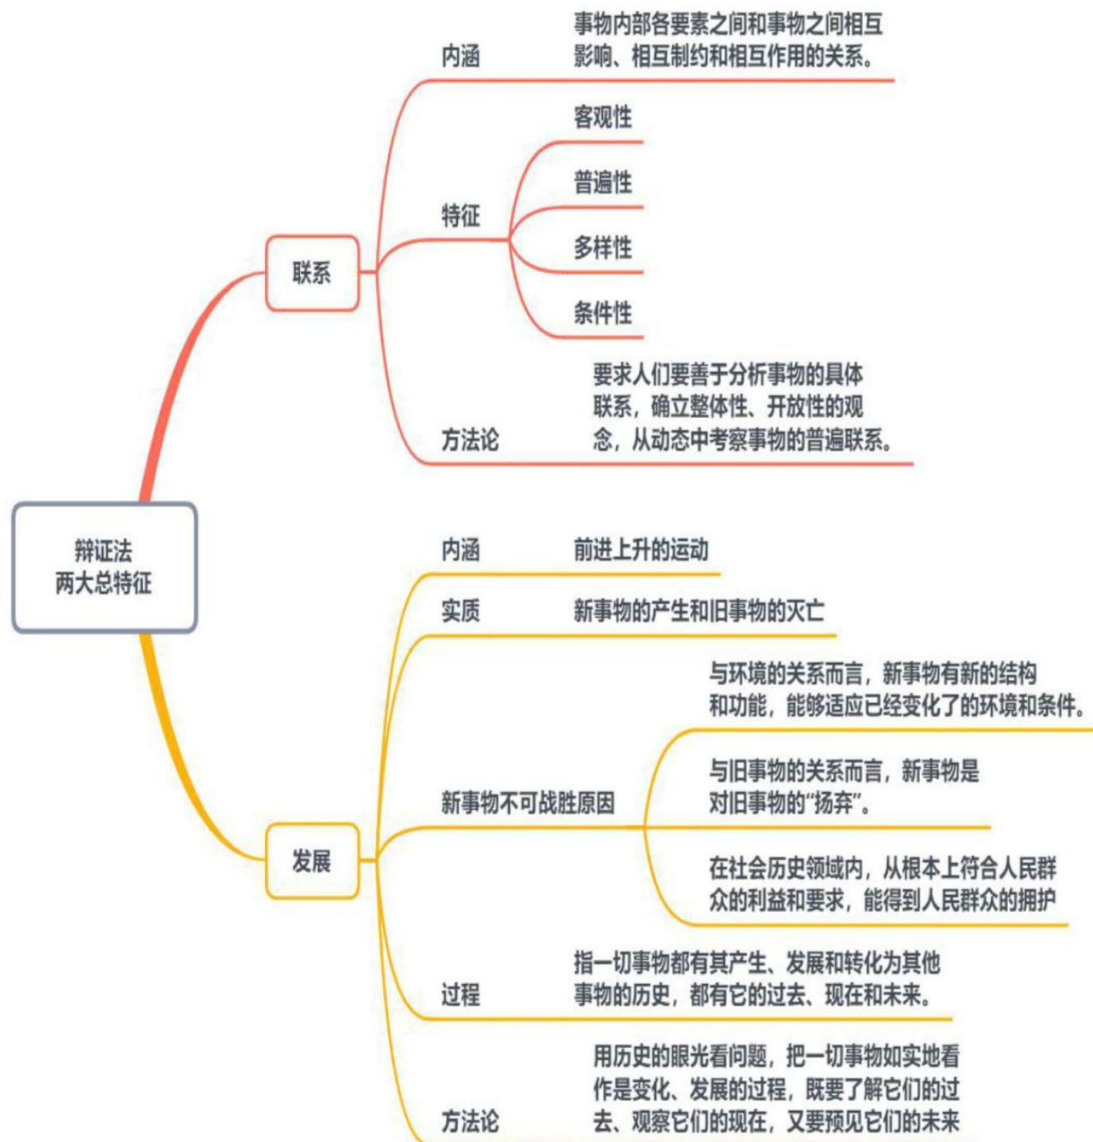 辩证法
两大总特征
联系
内涵
事物内部各要素之间和事物之间相互
影响、相互制约和相互作用的关系。
特征
客观性
普遍性
多样性
条件性
方法论
要求人们要善于分析事物的具体
联系，确立整体性、开放性的观
念，从动态中考察事物的普遍联系。
发展
内涵
前进上升的运动
实质
新事物的产生和旧事物的灭亡
新事物不可战胜原因
与环境的关系而言，新事物有新的结构
和功能，能够适应已经变化了的环境和条件。
与旧事物的关系而言，新事物是
对旧事物的“扬弃”。
在社会历史领域内，从根本上符合人民群
众的利益和要求，能得到人民群众的拥护
过程
指一切事物都有其产生、发展和转化为其他
事物的历史，都有它的过去、现在和未来。
方法论
用历史的眼光看问题，把一切事物如实地看
作是变化、发展的过程，既要了解它们的过
去、观察它们的现在，又要预见它们的未来